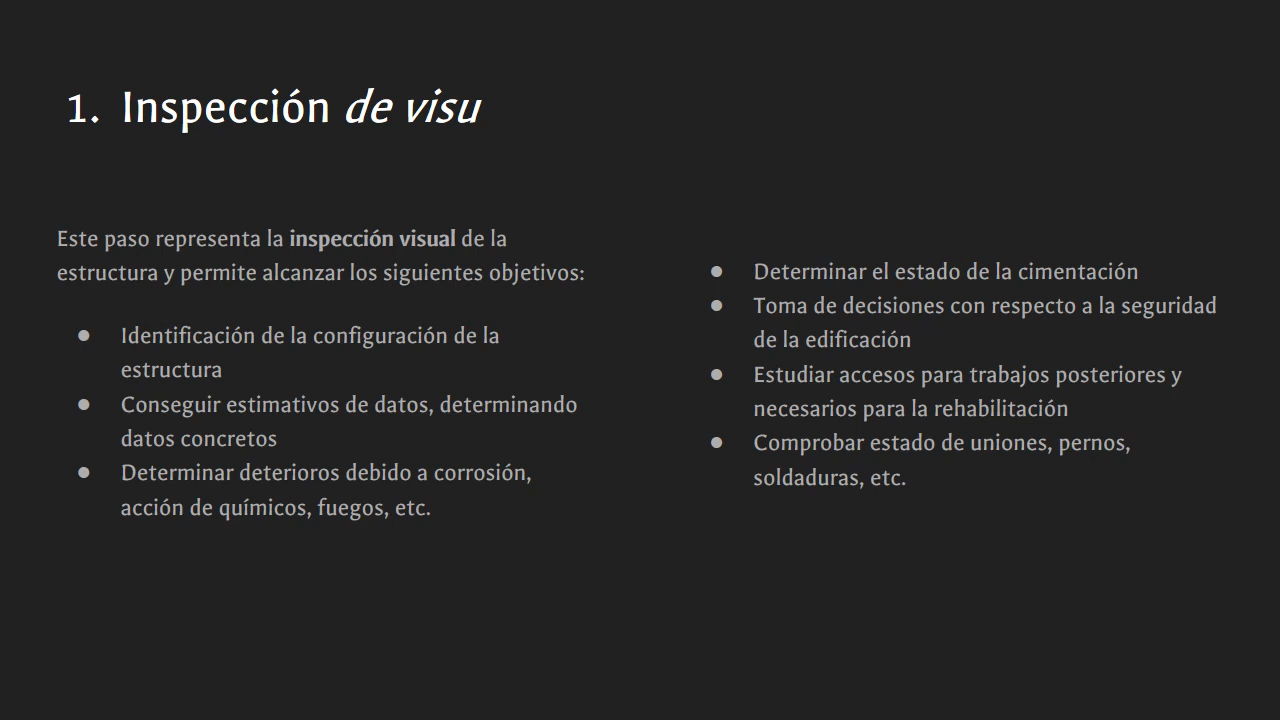 1. Inspección de visu
Este paso representa la inspección visual de la
estructura y permite alcanzar los siguientes objetivos:
● Identificación de la configuración de la
estructura
● Conseguir estimativos de datos, determinando
datos concretos
● Determinar deterioros debido a corrosión,
acción de químicos, fuegos, etc.
● Determinar el estado de la cimentación
● Toma de decisiones con respecto a la seguridad
de la edificación
● Estudiar accesos para trabajos posteriores y
necesarios para la rehabilitación
● Comprobar estado de uniones, pernos,
soldaduras, etc.